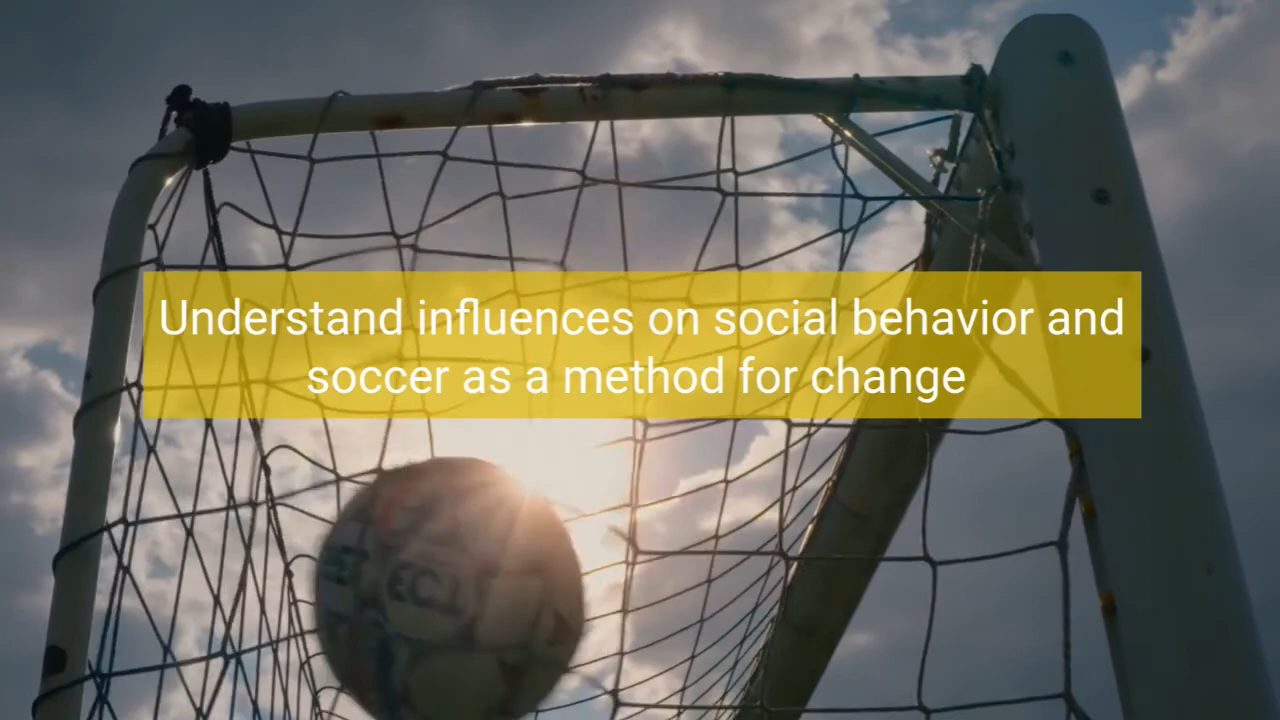 Understand influences on social behavior and
soccer as a method for change